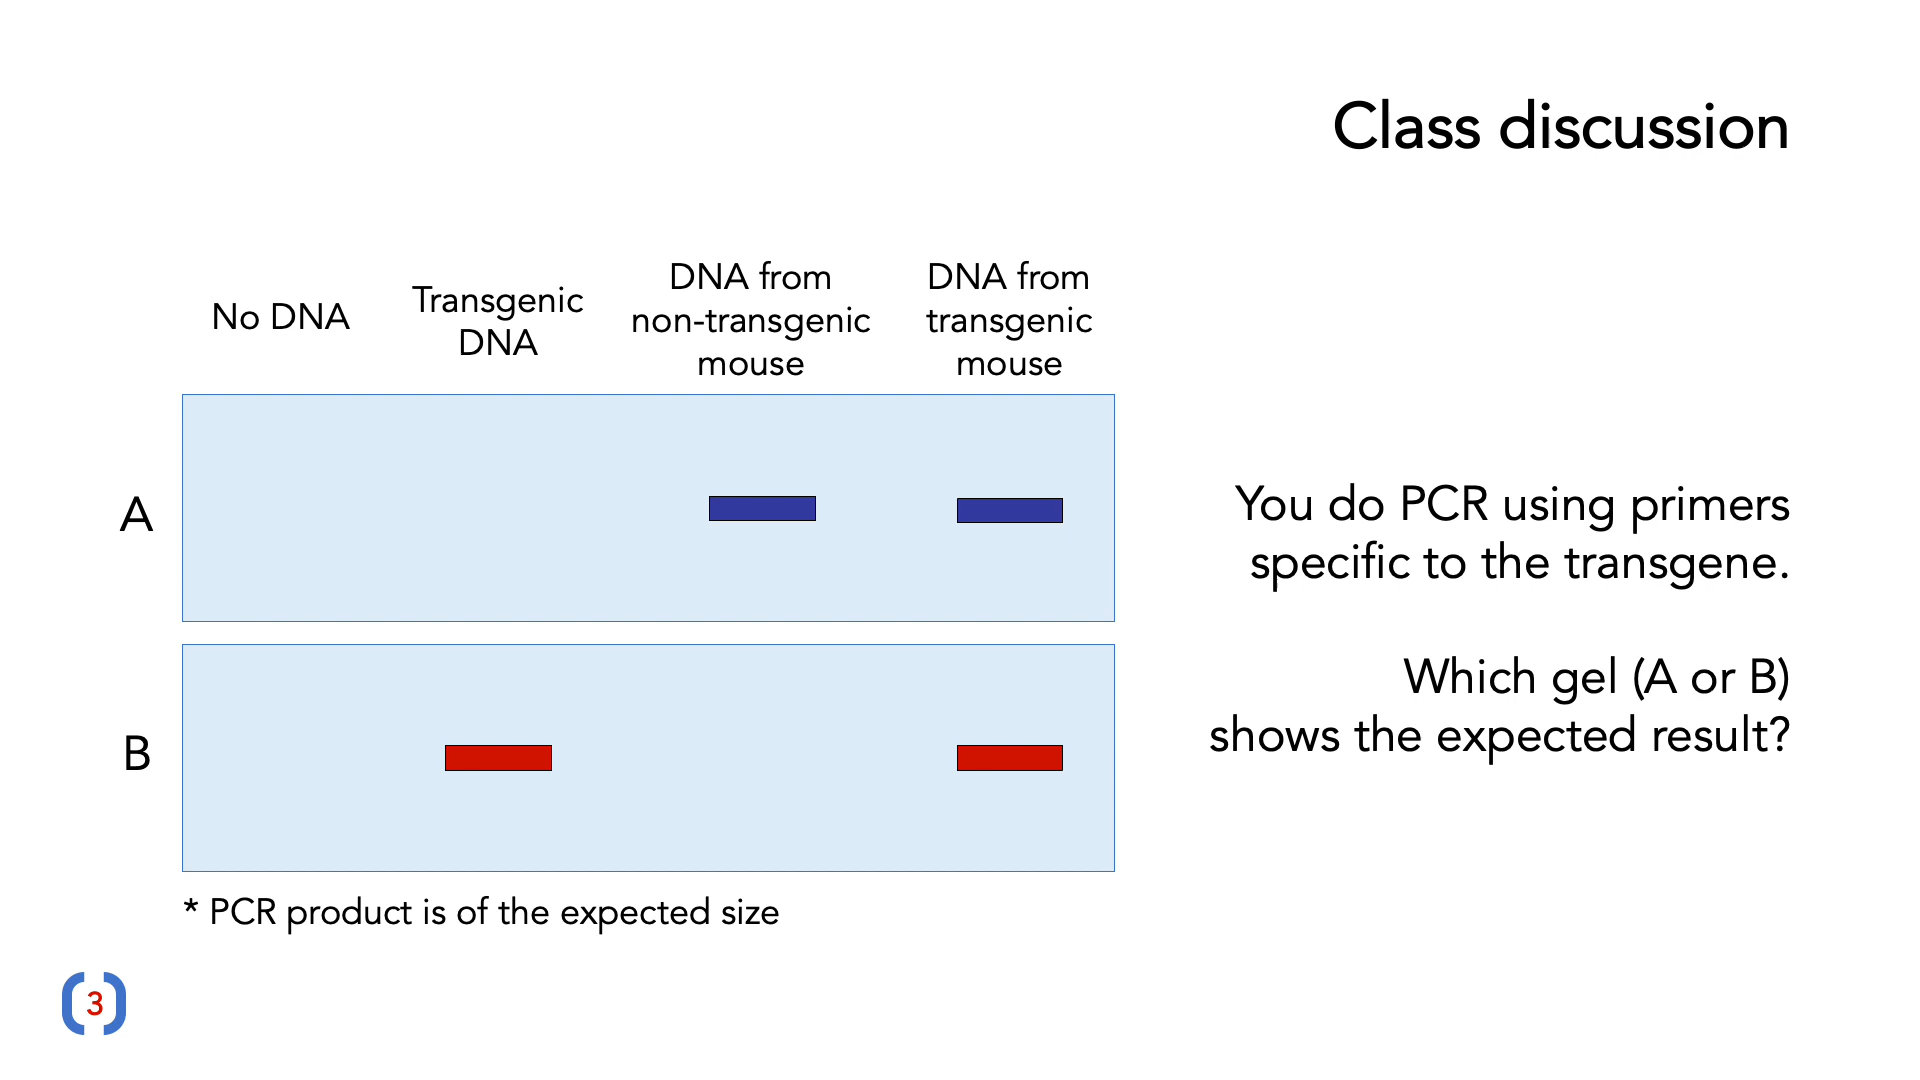 Class discussion
No DNA
Transgenic
DNA
DNA from
non-transgenic
mouse
DNA from
transgenic
mouse
A
B
* PCR product is of the expected size
You do PCR using primers
specific to the transgene.
Which gel (A or B)
shows the expected result?
3